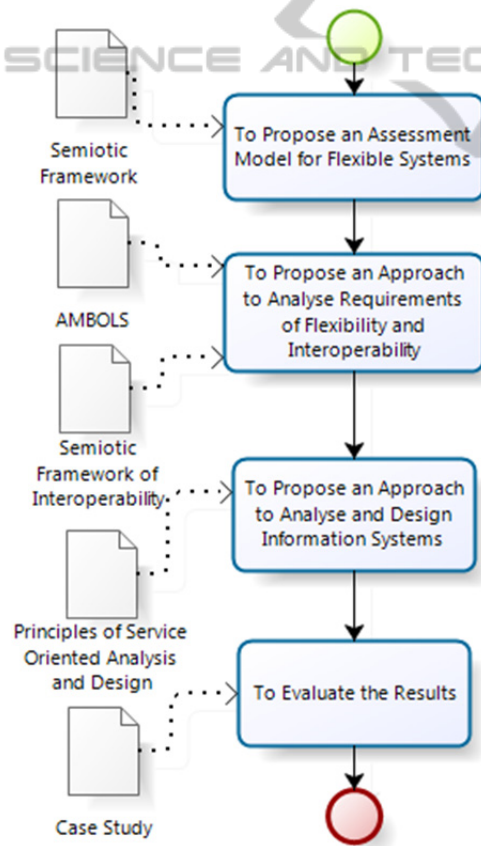 SCIENCE AND TEC
To Propose an Assessment
Model for Flexible Systems
Semiotic
Framework
To Propose an Approach
to Analyse Requirements
of Flexibility and
Interoperability
AMBOLS
Semiotic
Framework of
Interoperability
To Propose an Approach
to Analyse and Design
Information Systems
Principles of Service
Oriented Analysis
and Design
To Evaluate the Results
Case Study